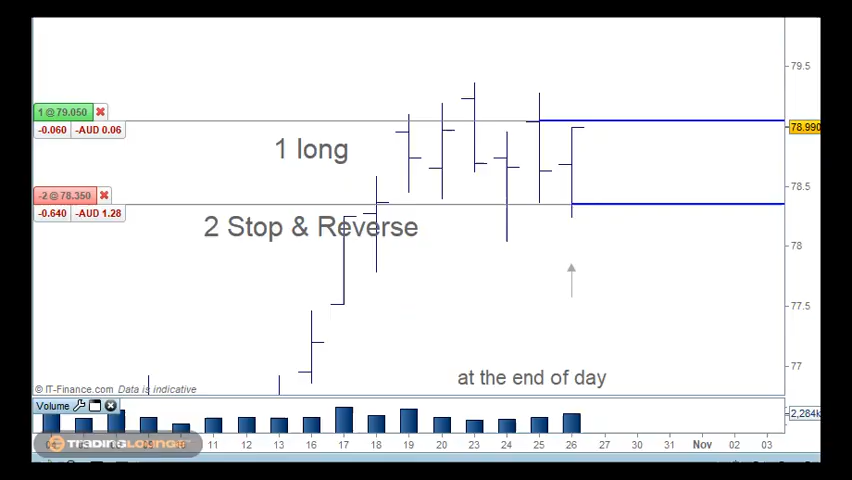 79.5
1 @ 79.050
-0.060 -AUD 0.06
78.990
1 long
78.5
-2 @ 78.350
-0.640 -AUD 1.28
2 Stop & Reverse
78
77.5
77
at the end of day
© IT-Finance.com Data is indicative
Volume
2,284k
TRADINGLOUNGE
09 10 12 13 16 17 18 19 20 23 24 25 26 27 30 31 Nov 02 03